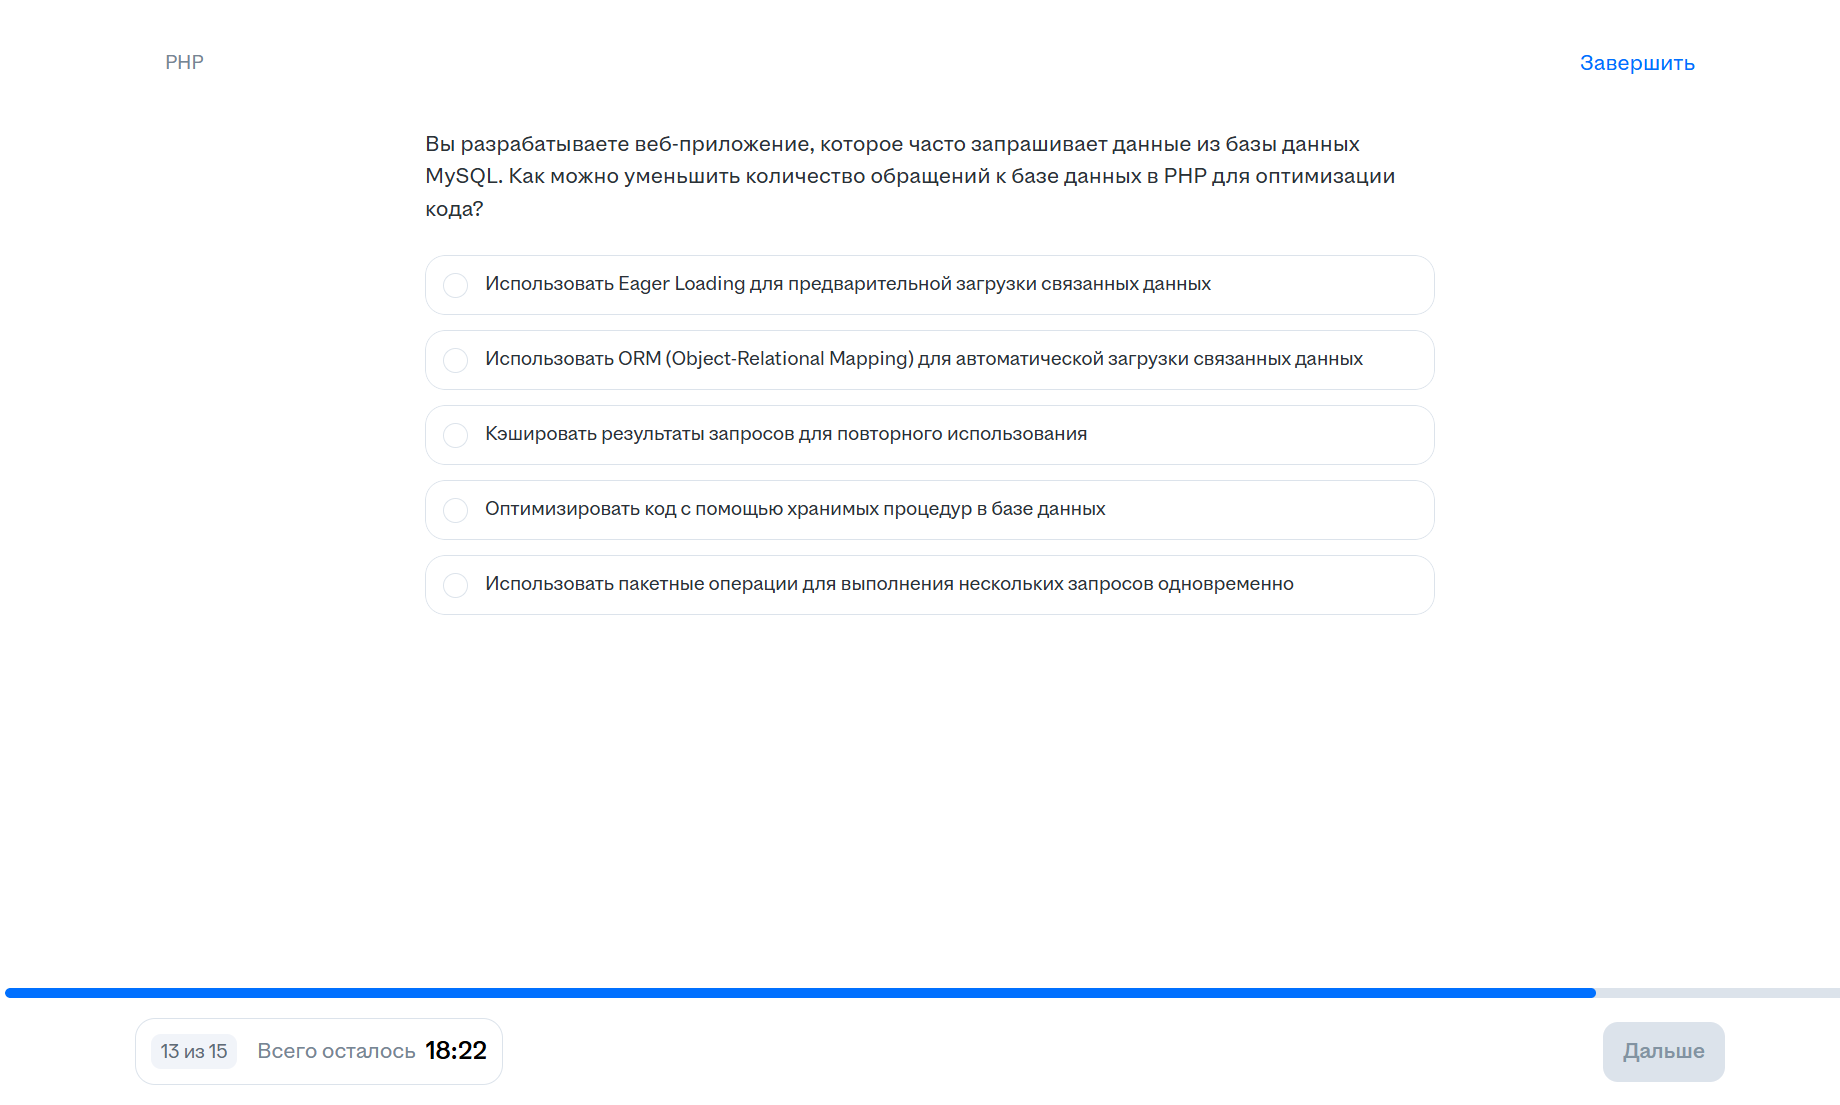 PHP
Завершить
Вы разрабатываете веб-приложение, которое часто запрашивает данные из базы данных
MySQL. Как можно уменьшить количество обращений к базе данных в PHP для оптимизации
кода?
Использовать Eager Loading для предварительной загрузки связанных данных
Использовать ORM (Object-Relational Mapping) для автоматической загрузки связанных данных
Кэшировать результаты запросов для повторного использования
Оптимизировать код с помощью хранимых процедур в базе данных
Использовать пакетные операции для выполнения нескольких запросов одновременно
13 из 15 Всего осталось 18:22
Дальше